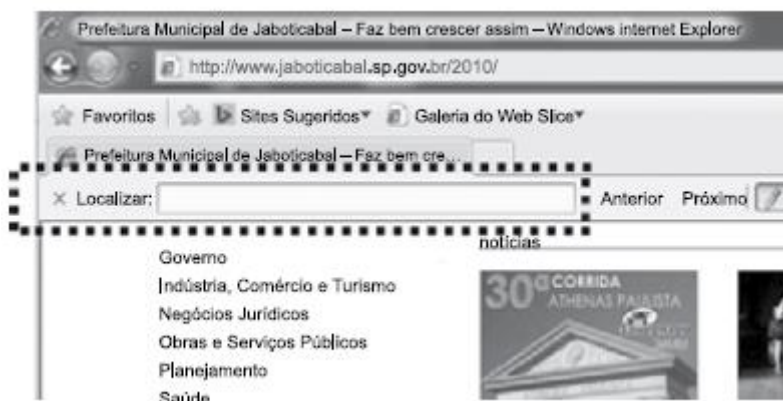 Prefeitura Municipal de Jaboticabal – Faz bem crescer assim – Windows internet Explorer
http://www.jaboticabal.sp.gov.br/2010/
Favoritos Sites Sugeridos Galeria do Web Slice
Prefeitura Municipal de Jaboticabal – Faz bem cre...
× Localizar: Anterior Próximo
notícias
Governo
Indústria, Comércio e Turismo
Negócios Jurídicos
Obras e Serviços Públicos
Planejamento
Saúde
30ª CORRIDA
ATHENAS PAULISTA